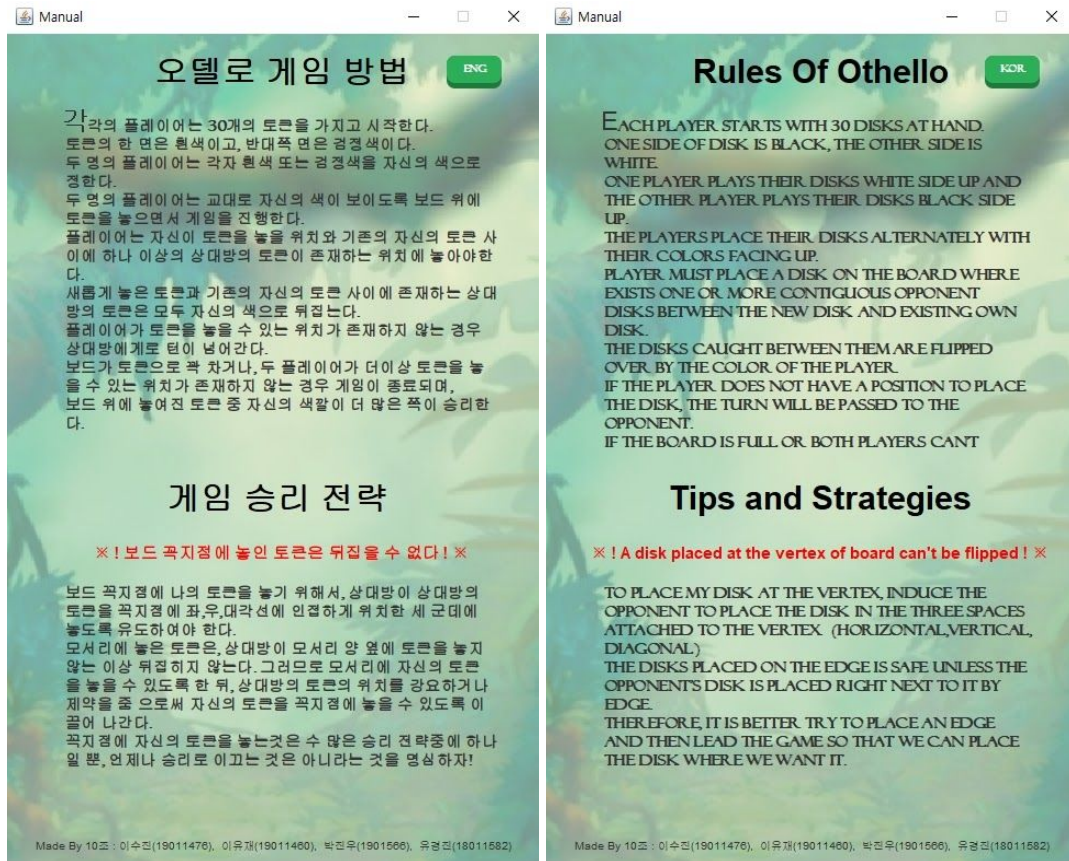 Manual
오델로 게임 방법
ENG
각각의 플레이어는 30개의 토큰을 가지고 시작한다.
토큰의 한 면은 흰색이고, 반대쪽 면은 검정색이다.
두 명의 플레이어는 각자 흰색 또는 검정색을 자신의 색으로
정한다.
두 명의 플레이어는 교대로 자신의 색이 보이도록 보드 위에
토큰을 놓으면서 게임을 진행한다.
플레이어는 자신이 토큰을 놓을 위치와 기존의 자신의 토큰 사
이에 하나 이상의 상대방의 토큰이 존재하는 위치에 놓아야한
다.
새롭게 놓은 토큰과 기존의 자신의 토큰 사이에 존재하는 상대
방의 토큰은 모두 자신의 색으로 뒤집는다.
플레이어가 토큰을 놓을 수 있는 위치가 존재하지 않는 경우
상대방에게로 턴이 넘어간다.
보드가 토큰으로 꽉 차거나, 두 플레이어가 더이상 토큰을 놓
을 수 있는 위치가 존재하지 않는 경우 게임이 종료되며,
보드 위에 놓여진 토큰 중 자신의 색깔이 더 많은 쪽이 승리한
다.
게임 승리 전략
※ ! 보드 꼭지점에 놓인 토큰은 뒤집을 수 없다 ! ※
보드 꼭지점에 나의 토큰을 놓기 위해서, 상대방이 상대방의
토큰을 꼭지점에 좌,우,대각선에 인접하게 위치한 세 군데에
놓도록 유도하여야 한다.
모서리에 놓은 토큰은, 상대방이 모서리 양 옆에 토큰을 놓지
않는 이상 뒤집히지 않는다. 그러므로 모서리에 자신의 토큰
을 놓을 수 있도록 한 뒤, 상대방의 토큰의 위치를 강요하거나
제약을 줌 으로써 자신의 토큰을 꼭지점에 놓을 수 있도록 이
끌어 나간다.
꼭지점에 자신의 토큰을 놓는것은 수 많은 승리 전략중에 하나
일 뿐, 언제나 승리로 이끄는 것은 아니라는 것을 명심하자!
Made By 10조 : 이수진(19011476), 이유재(19011460), 박진우(1901566), 유경진(18011582)
Manual
Rules Of Othello
KOR
EACH PLAYER STARTS WITH 30 DISKS AT HAND.
ONE SIDE OF DISK IS BLACK, THE OTHER SIDE IS
WHITE.
ONE PLAYER PLAYS THEIR DISKS WHITE SIDE UP AND
THE OTHER PLAYER PLAYS THEIR DISKS BLACK SIDE
UP.
THE PLAYERS PLACE THEIR DISKS ALTERNATELY WITH
THEIR COLORS FACING UP.
PLAYER MUST PLACE A DISK ON THE BOARD WHERE
EXISTS ONE OR MORE CONTIGUOUS OPPONENT
DISKS BETWEEN THE NEW DISK AND EXISTING OWN
DISK.
THE DISKS CAUGHT BETWEEN THEM ARE FLIPPED
OVER BY THE COLOR OF THE PLAYER.
IF THE PLAYER DOES NOT HAVE A POSITION TO PLACE
THE DISK, THE TURN WILL BE PASSED TO THE
OPPONENT.
IF THE BOARD IS FULL OR BOTH PLAYERS CAN'T
Tips and Strategies
※ ! A disk placed at the vertex of board can't be flipped ! ※
TO PLACE MY DISK AT THE VERTEX, INDUCE THE
OPPONENT TO PLACE THE DISK IN THE THREE SPACES
ATTACHED TO THE VERTEX (HORIZONTAL,VERTICAL,
DIAGONAL)
THE DISKS PLACED ON THE EDGE IS SAFE UNLESS THE
OPPONENT'S DISK IS PLACED RIGHT NEXT TO IT BY
EDGE.
THEREFORE, IT IS BETTER TRY TO PLACE AN EDGE
AND THEN LEAD THE GAME SO THAT WE CAN PLACE
THE DISK WHERE WE WANT IT.
Made By 10조 : 이수진(19011476), 이유재(19011460), 박진우(1901566), 유경진(18011582)